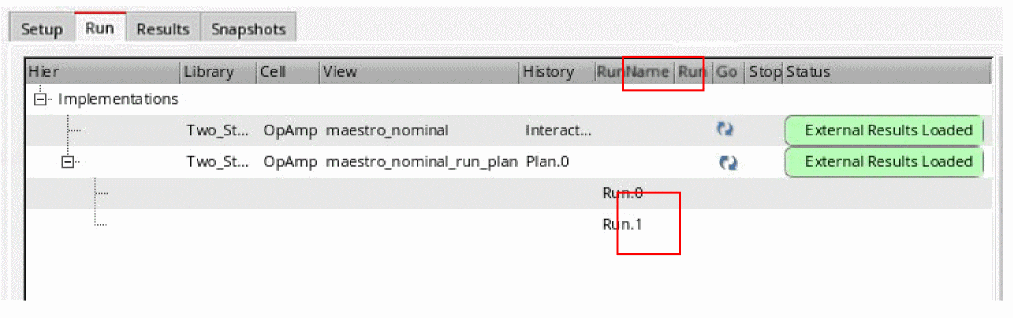 Setup Run Results Snapshots
Hier Library Cell View History RunName Run Go Stop Status
Implementations
Two_St... OpAmp maestro_nominal Interact... External Results Loaded
Two_St... OpAmp maestro_nominal_run_plan Plan.0 External Results Loaded
Run.0
Run.1